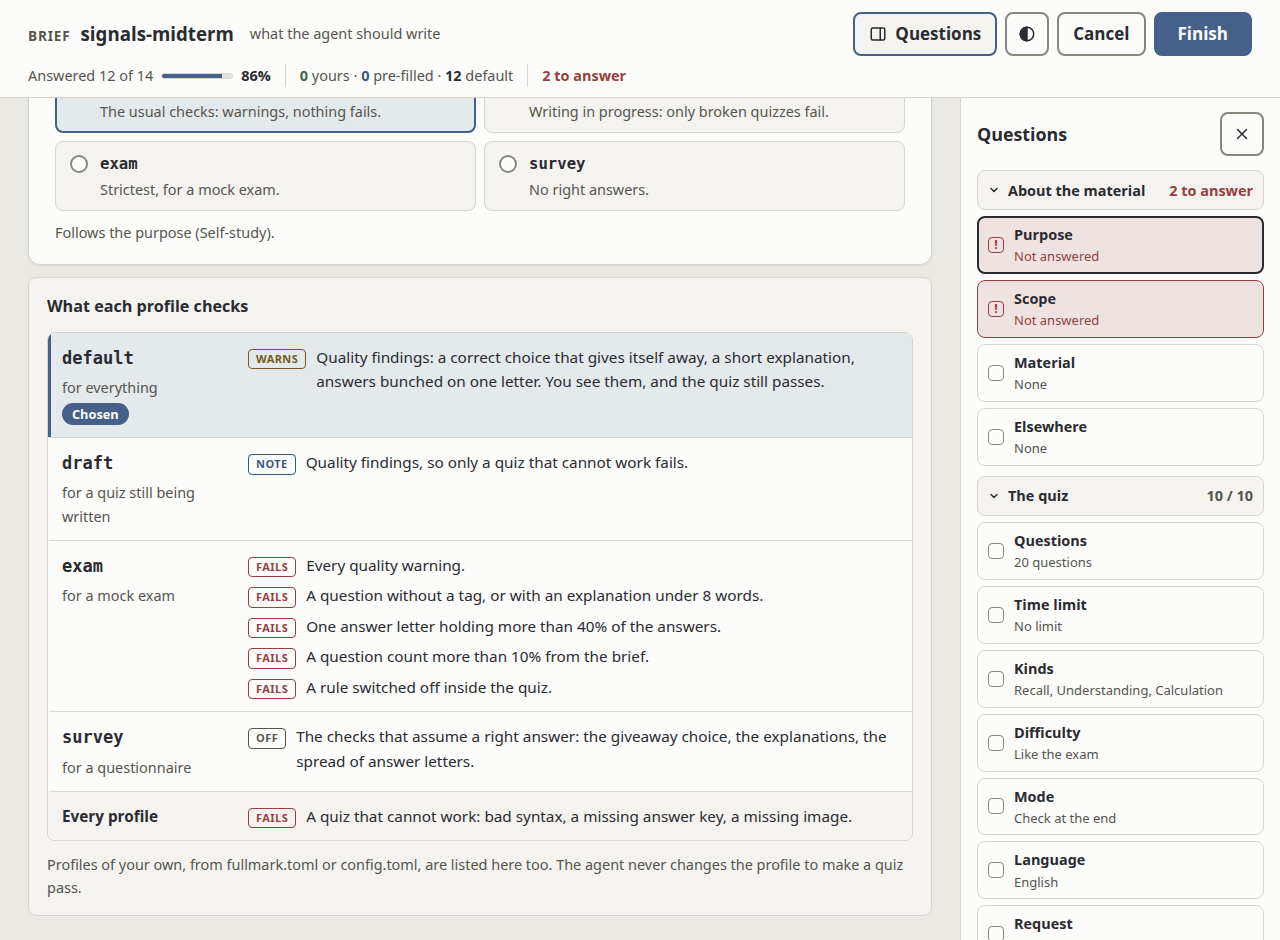 BRIEF signals-midterm what the agent should write
Questions
Cancel
Finish
Answered 12 of 14 86% 0 yours · 0 pre-filled · 12 default 2 to answer
The usual checks: warnings, nothing fails.
Writing in progress: only broken quizzes fail.
exam
Strictest, for a mock exam.
survey
No right answers.
Follows the purpose (Self-study).
What each profile checks
default
for everything
Chosen
WARNS Quality findings: a correct choice that gives itself away, a short explanation,
answers bunched on one letter. You see them, and the quiz still passes.
draft
for a quiz still being
written
NOTE Quality findings, so only a quiz that cannot work fails.
exam
for a mock exam
FAILS Every quality warning.
FAILS A question without a tag, or with an explanation under 8 words.
FAILS One answer letter holding more than 40% of the answers.
FAILS A question count more than 10% from the brief.
FAILS A rule switched off inside the quiz.
survey
for a questionnaire
OFF The checks that assume a right answer: the giveaway choice, the explanations, the
spread of answer letters.
Every profile
FAILS A quiz that cannot work: bad syntax, a missing answer key, a missing image.
Profiles of your own, from fullmark.toml or config.toml, are listed here too. The agent never changes the profile to make a quiz
pass.
Questions
About the material 2 to answer
! Purpose
Not answered
! Scope
Not answered
Material
None
Elsewhere
None
The quiz 10 / 10
Questions
20 questions
Time limit
No limit
Kinds
Recall, Understanding, Calculation
Difficulty
Like the exam
Mode
Check at the end
Language
English
Request